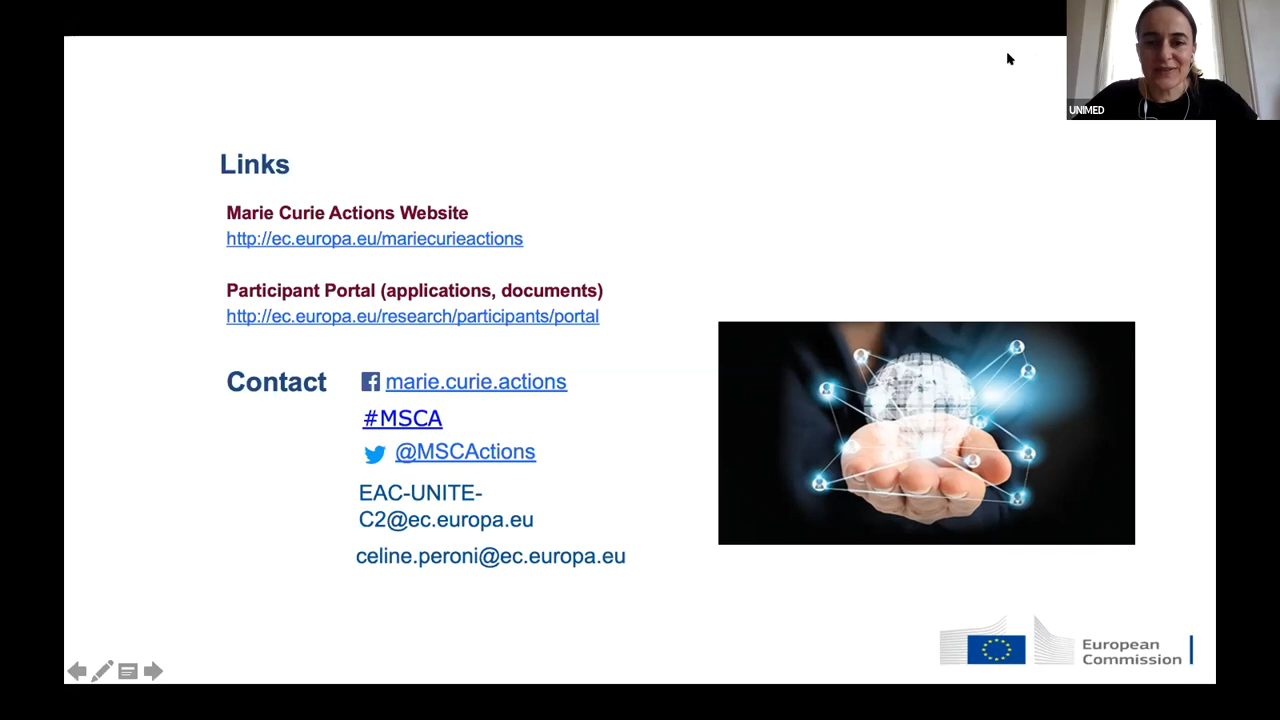 UNIMED
Links
Marie Curie Actions Website
http://ec.europa.eu/mariecurieactions
Participant Portal (applications, documents)
http://ec.europa.eu/research/participants/portal
Contact
marie.curie.actions
#MSCA
@MSCActions
EAC-UNITE-
C2@ec.europa.eu
celine.peroni@ec.europa.eu
European
Commission